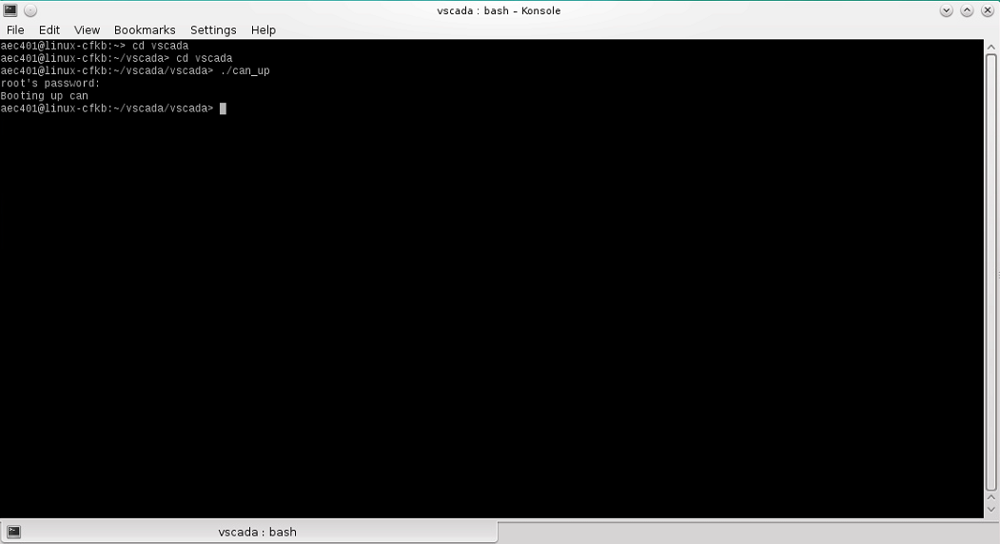 vscada : bash – Konsole
File Edit View Bookmarks Settings Help
aec401@linux-cfkb:~> cd vscada
aec401@linux-cfkb:~/vscada> cd vscada
aec401@linux-cfkb:~/vscada/vscada> ./can_up
root's password:
Booting up can
aec401@linux-cfkb:~/vscada/vscada>
vscada : bash